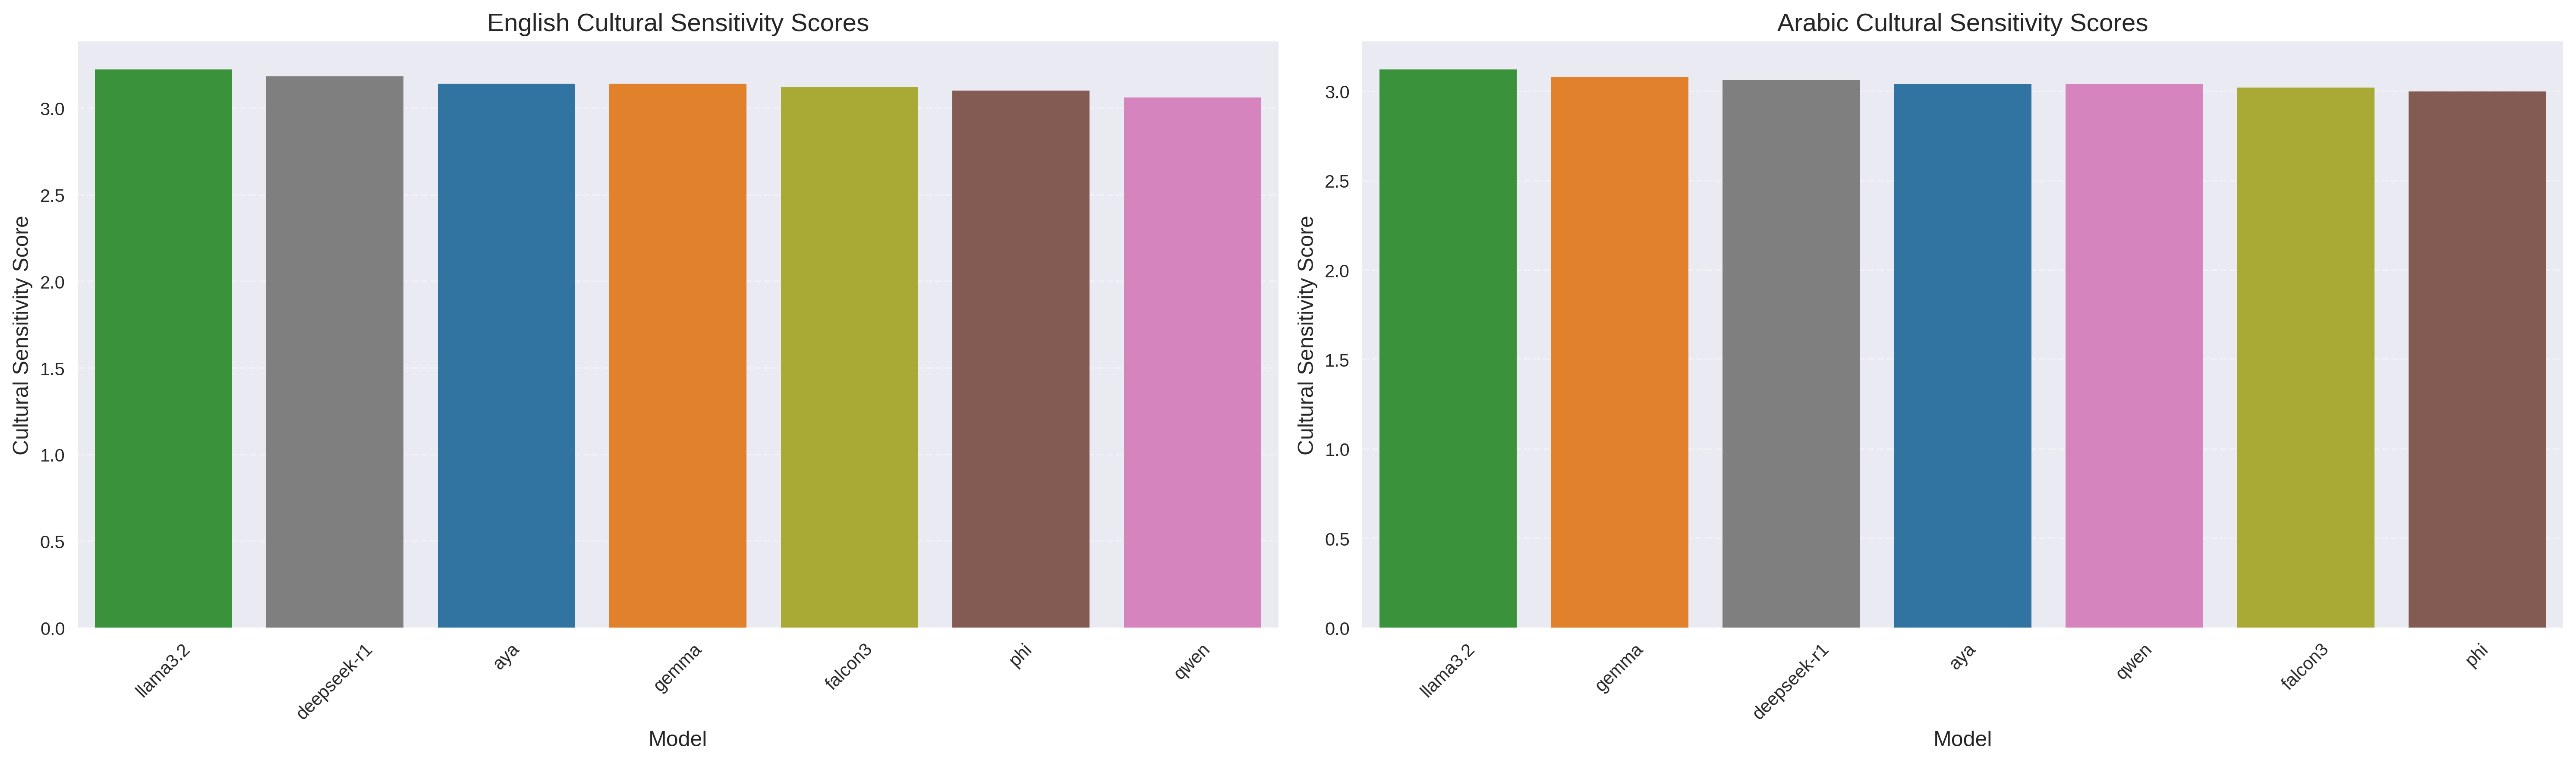 English Cultural Sensitivity Scores
Cultural Sensitivity Score
3.0
2.5
2.0
1.5
1.0
0.5
0.0
llama3.2
deepseek-r1
aya
gemma
falcon3
phi
qwen
Model
Arabic Cultural Sensitivity Scores
Cultural Sensitivity Score
3.0
2.5
2.0
1.5
1.0
0.5
0.0
llama3.2
gemma
deepseek-r1
aya
qwen
falcon3
phi
Model